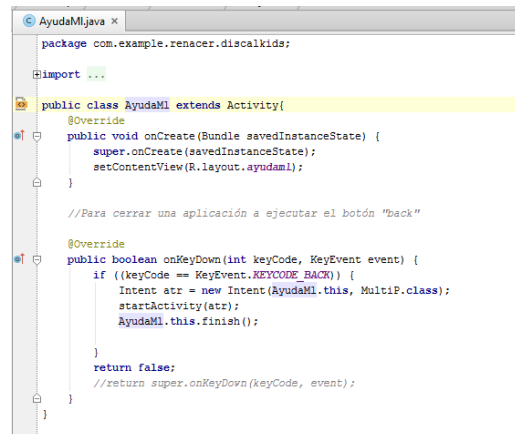 AyudaMl.java ×
package com.example.renacer.discalkids;
import ...
public class AyudaMl extends Activity{
@Override
public void onCreate(Bundle savedInstanceState) {
super.onCreate(savedInstanceState);
setContentView(R.layout.ayudaml);
}
//Para cerrar una aplicación a ejecutar el botón "back"
@Override
public boolean onKeyDown(int keyCode, KeyEvent event) {
if ((keyCode == KeyEvent.KEYCODE_BACK)) {
Intent atr = new Intent(AyudaMl.this, MultiP.class);
startActivity(atr);
AyudaMl.this.finish();
}
return false;
//return super.onKeyDown(keyCode, event);
}
}